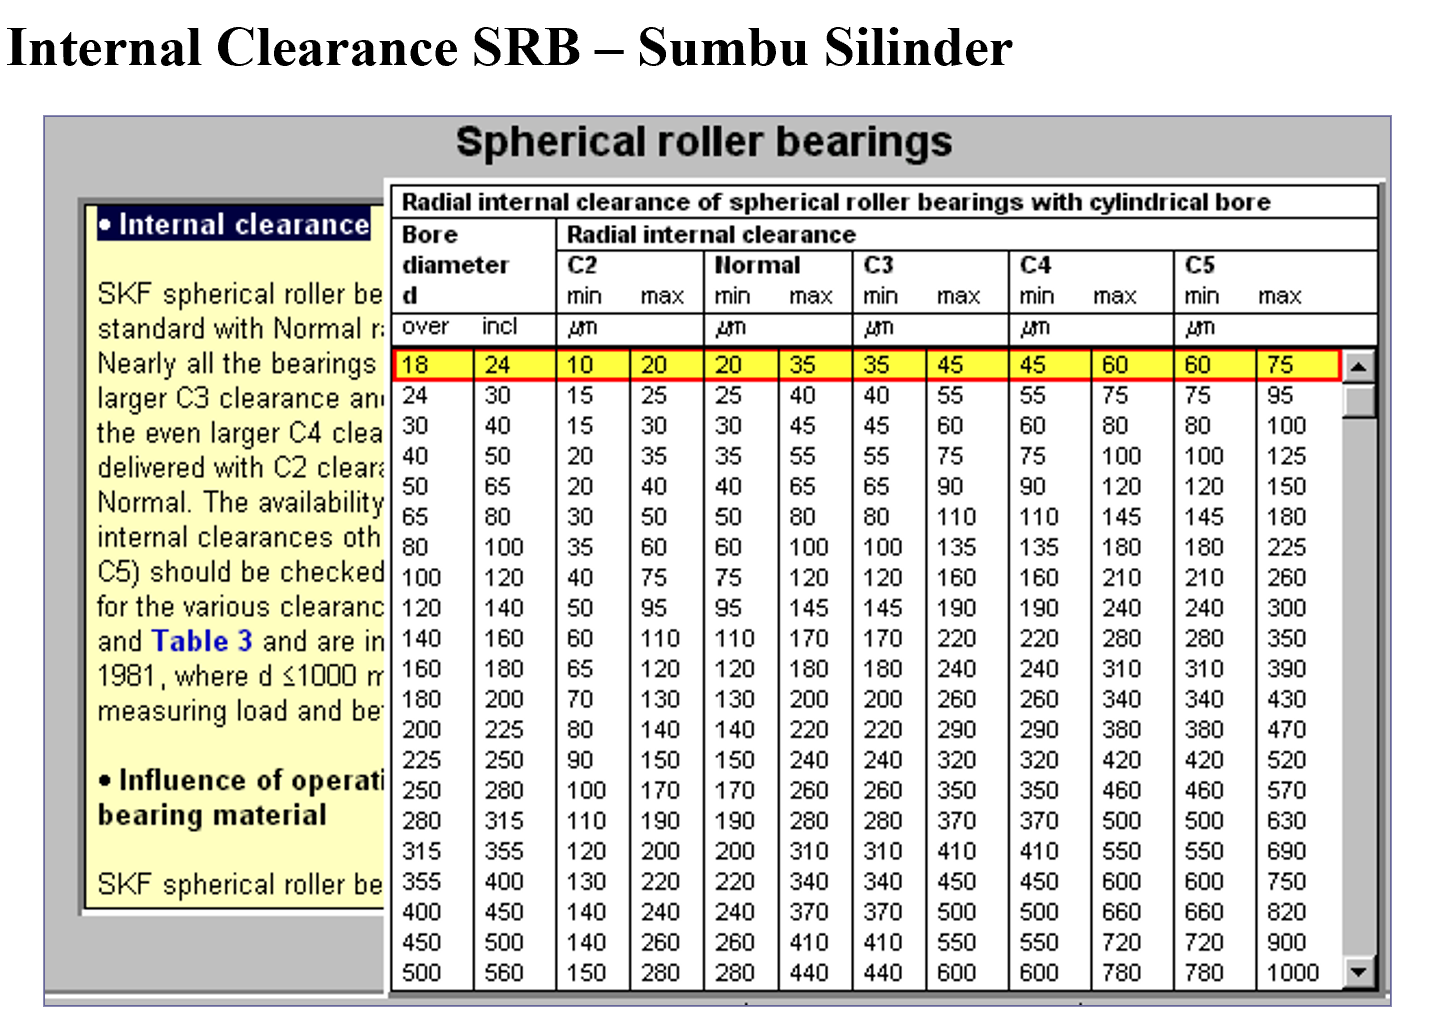 Internal Clearance SRB – Sumbu Silinder
Spherical roller bearings
• Internal clearance
SKF spherical roller be
standard with Normal r
Nearly all the bearings
larger C3 clearance an
the even larger C4 clea
delivered with C2 clear
Normal. The availability
internal clearances oth
C5) should be checked
for the various clearanc
and Table 3 and are in
1981, where d ≤1000 m
measuring load and be
• Influence of operati
bearing material
SKF spherical roller be
Radial internal clearance of spherical roller bearings with cylindrical bore
Bore Radial internal clearance
diameter C2 Normal C3 C4 C5
d min max min max min max min max min max
over incl µm µm µm µm µm
18 24 10 20 20 35 35 45 45 60 60 75
24 30 15 25 25 40 40 55 55 75 75 95
30 40 15 30 30 45 45 60 60 80 80 100
40 50 20 35 35 55 55 75 75 100 100 125
50 65 20 40 40 65 65 90 90 120 120 150
65 80 30 50 50 80 80 110 110 145 145 180
80 100 35 60 60 100 100 135 135 180 180 225
100 120 40 75 75 120 120 160 160 210 210 260
120 140 50 95 95 145 145 190 190 240 240 300
140 160 60 110 110 170 170 220 220 280 280 350
160 180 65 120 120 180 180 240 240 310 310 390
180 200 70 130 130 200 200 260 260 340 340 430
200 225 80 140 140 220 220 290 290 380 380 470
225 250 90 150 150 240 240 320 320 420 420 520
250 280 100 170 170 260 260 350 350 460 460 570
280 315 110 190 190 280 280 370 370 500 500 630
315 355 120 200 200 310 310 410 410 550 550 690
355 400 130 220 220 340 340 450 450 600 600 750
400 450 140 240 240 370 370 500 500 660 660 820
450 500 140 260 260 410 410 550 550 720 720 900
500 560 150 280 280 440 440 600 600 780 780 1000